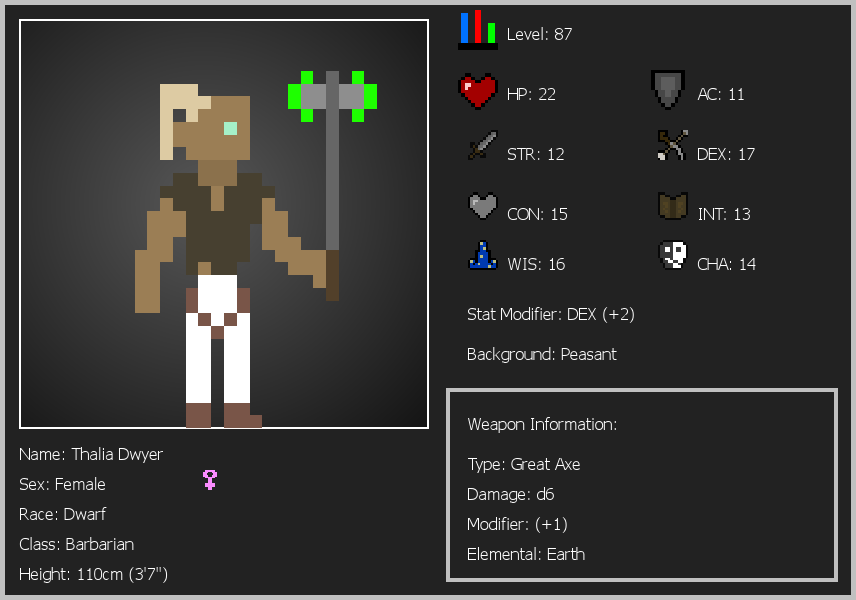 Level: 87
HP: 22
AC: 11
STR: 12
DEX: 17
CON: 15
INT: 13
WIS: 16
CHA: 14
Stat Modifier: DEX (+2)
Background: Peasant
Weapon Information:
Type: Great Axe
Damage: d6
Modifier: (+1)
Elemental: Earth
Name: Thalia Dwyer
Sex: Female
Race: Dwarf
Class: Barbarian
Height: 110cm (3'7")